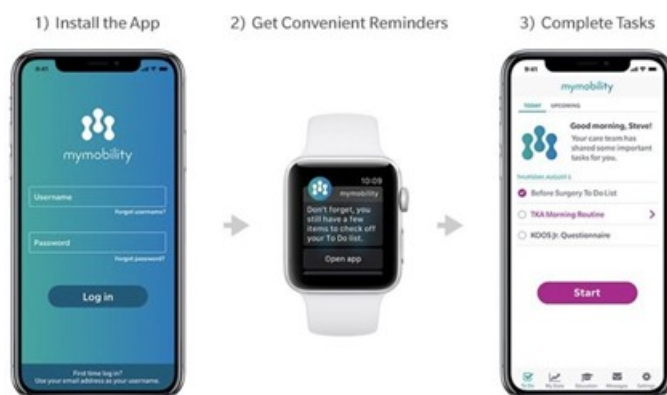 1) Install the App
2) Get Convenient Reminders
3) Complete Tasks
9:41
mymobility
Username
Forgot username?
Password
Forgot password?
Log in
First time log in?
Use your email address as your username.
10:09
mymobility
Don't forget, you
still have a few
items to check off
your To Do list.
Open app
9:41
mymobility
TODAY UPCOMING
Good morning, Steve!
Your care team has
shared some important
tasks for you.
THURSDAY, AUGUST 5
Before Surgery To Do List
TKA Morning Routine
KOOS Jr. Questionnaire
Start
To Do My Data Education Messages Settings